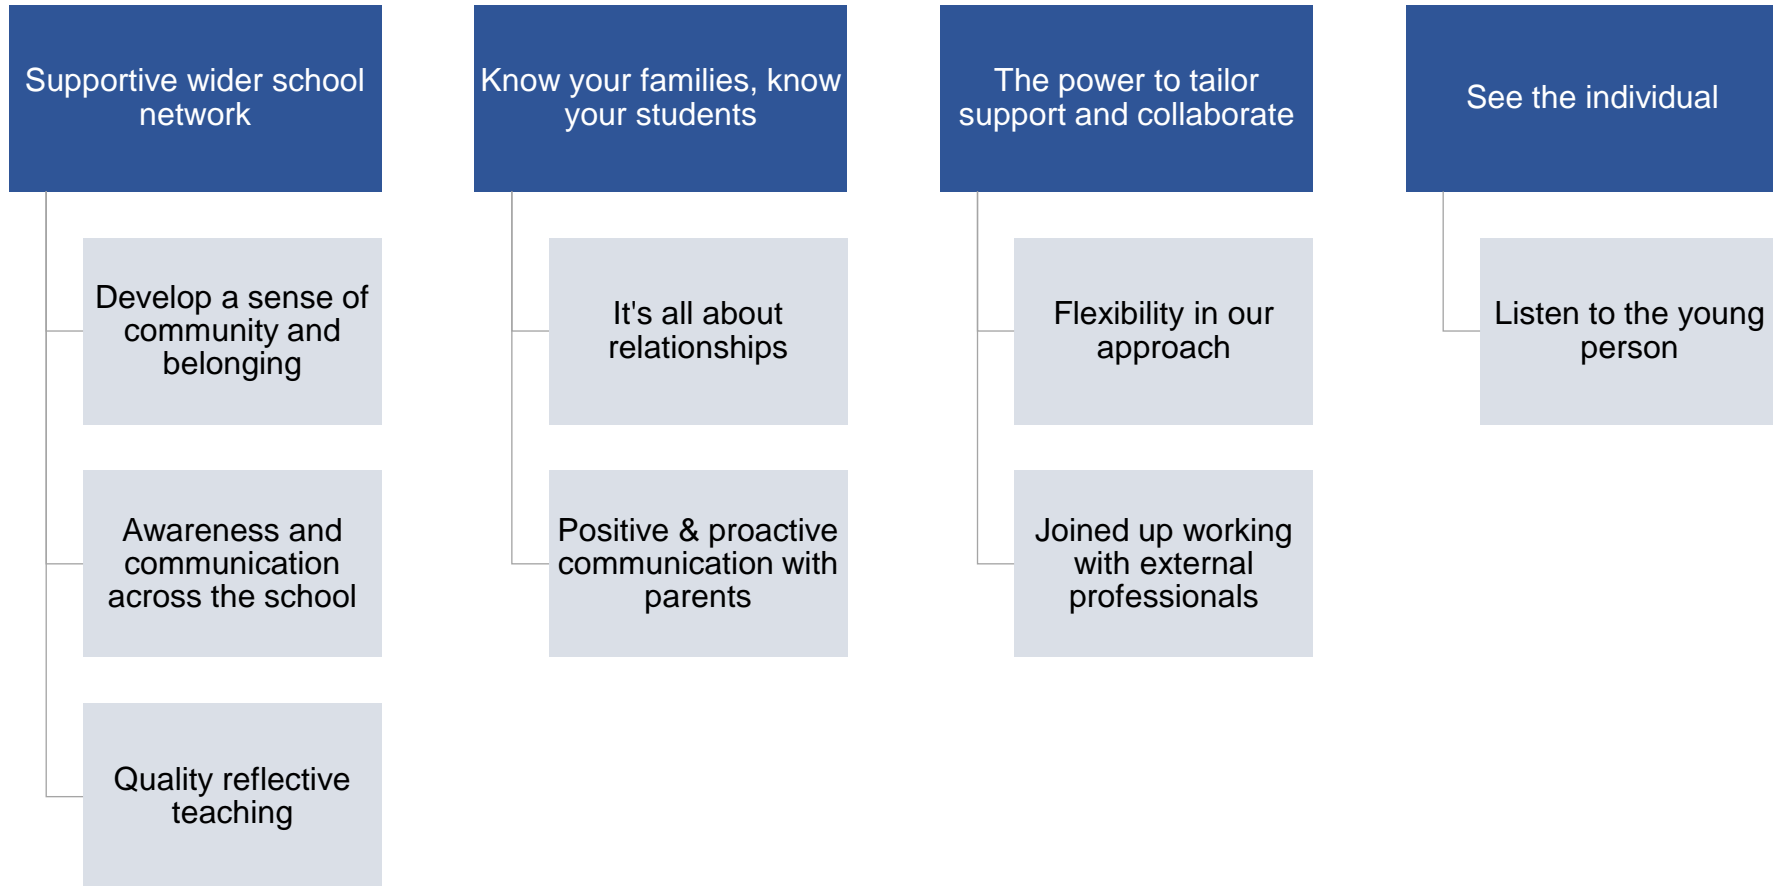 Supportive wider school
network
Develop a sense of
community and
belonging
Awareness and
communication
across the school
Quality reflective
teaching
Know your families, know
your students
It's all about
relationships
Positive & proactive
communication with
parents
The power to tailor
support and collaborate
Flexibility in our
approach
Joined up working
with external
professionals
See the individual
Listen to the young
person